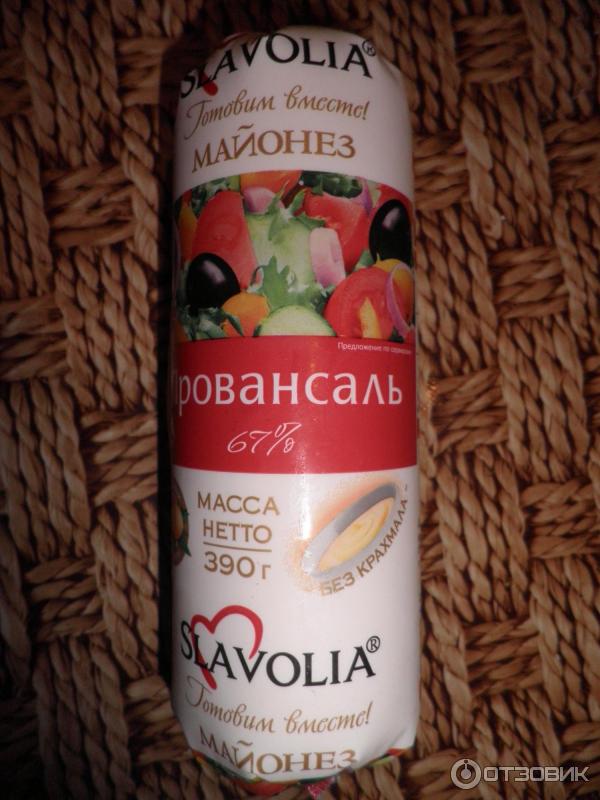 SLAVOLIA®
Готовим вместе!
МАЙОНЕЗ
Предложение по сервировке
Провансаль
67%
МАССА
НЕТТО
390 г
БЕЗ КРАХМАЛА
SLAVOLIA®
Готовим вместе!
МАЙОНЕЗ
ОТЗОВИК